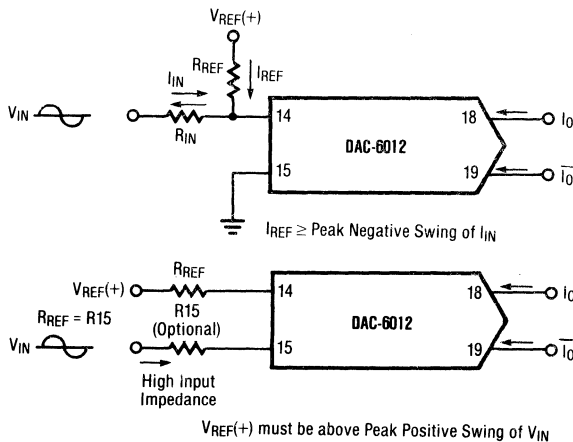 VREF(+)
RREF
IREF
IIN
VIN
RIN
14
15
DAC-6012
18
19
IO
IO
IREF ≥ Peak Negative Swing of IIN
VREF(+)
RREF
RREF = R15
R15
(Optional)
VIN
High Input
Impedance
14
15
DAC-6012
18
19
IO
IO
VREF(+) must be above Peak Positive Swing of VIN